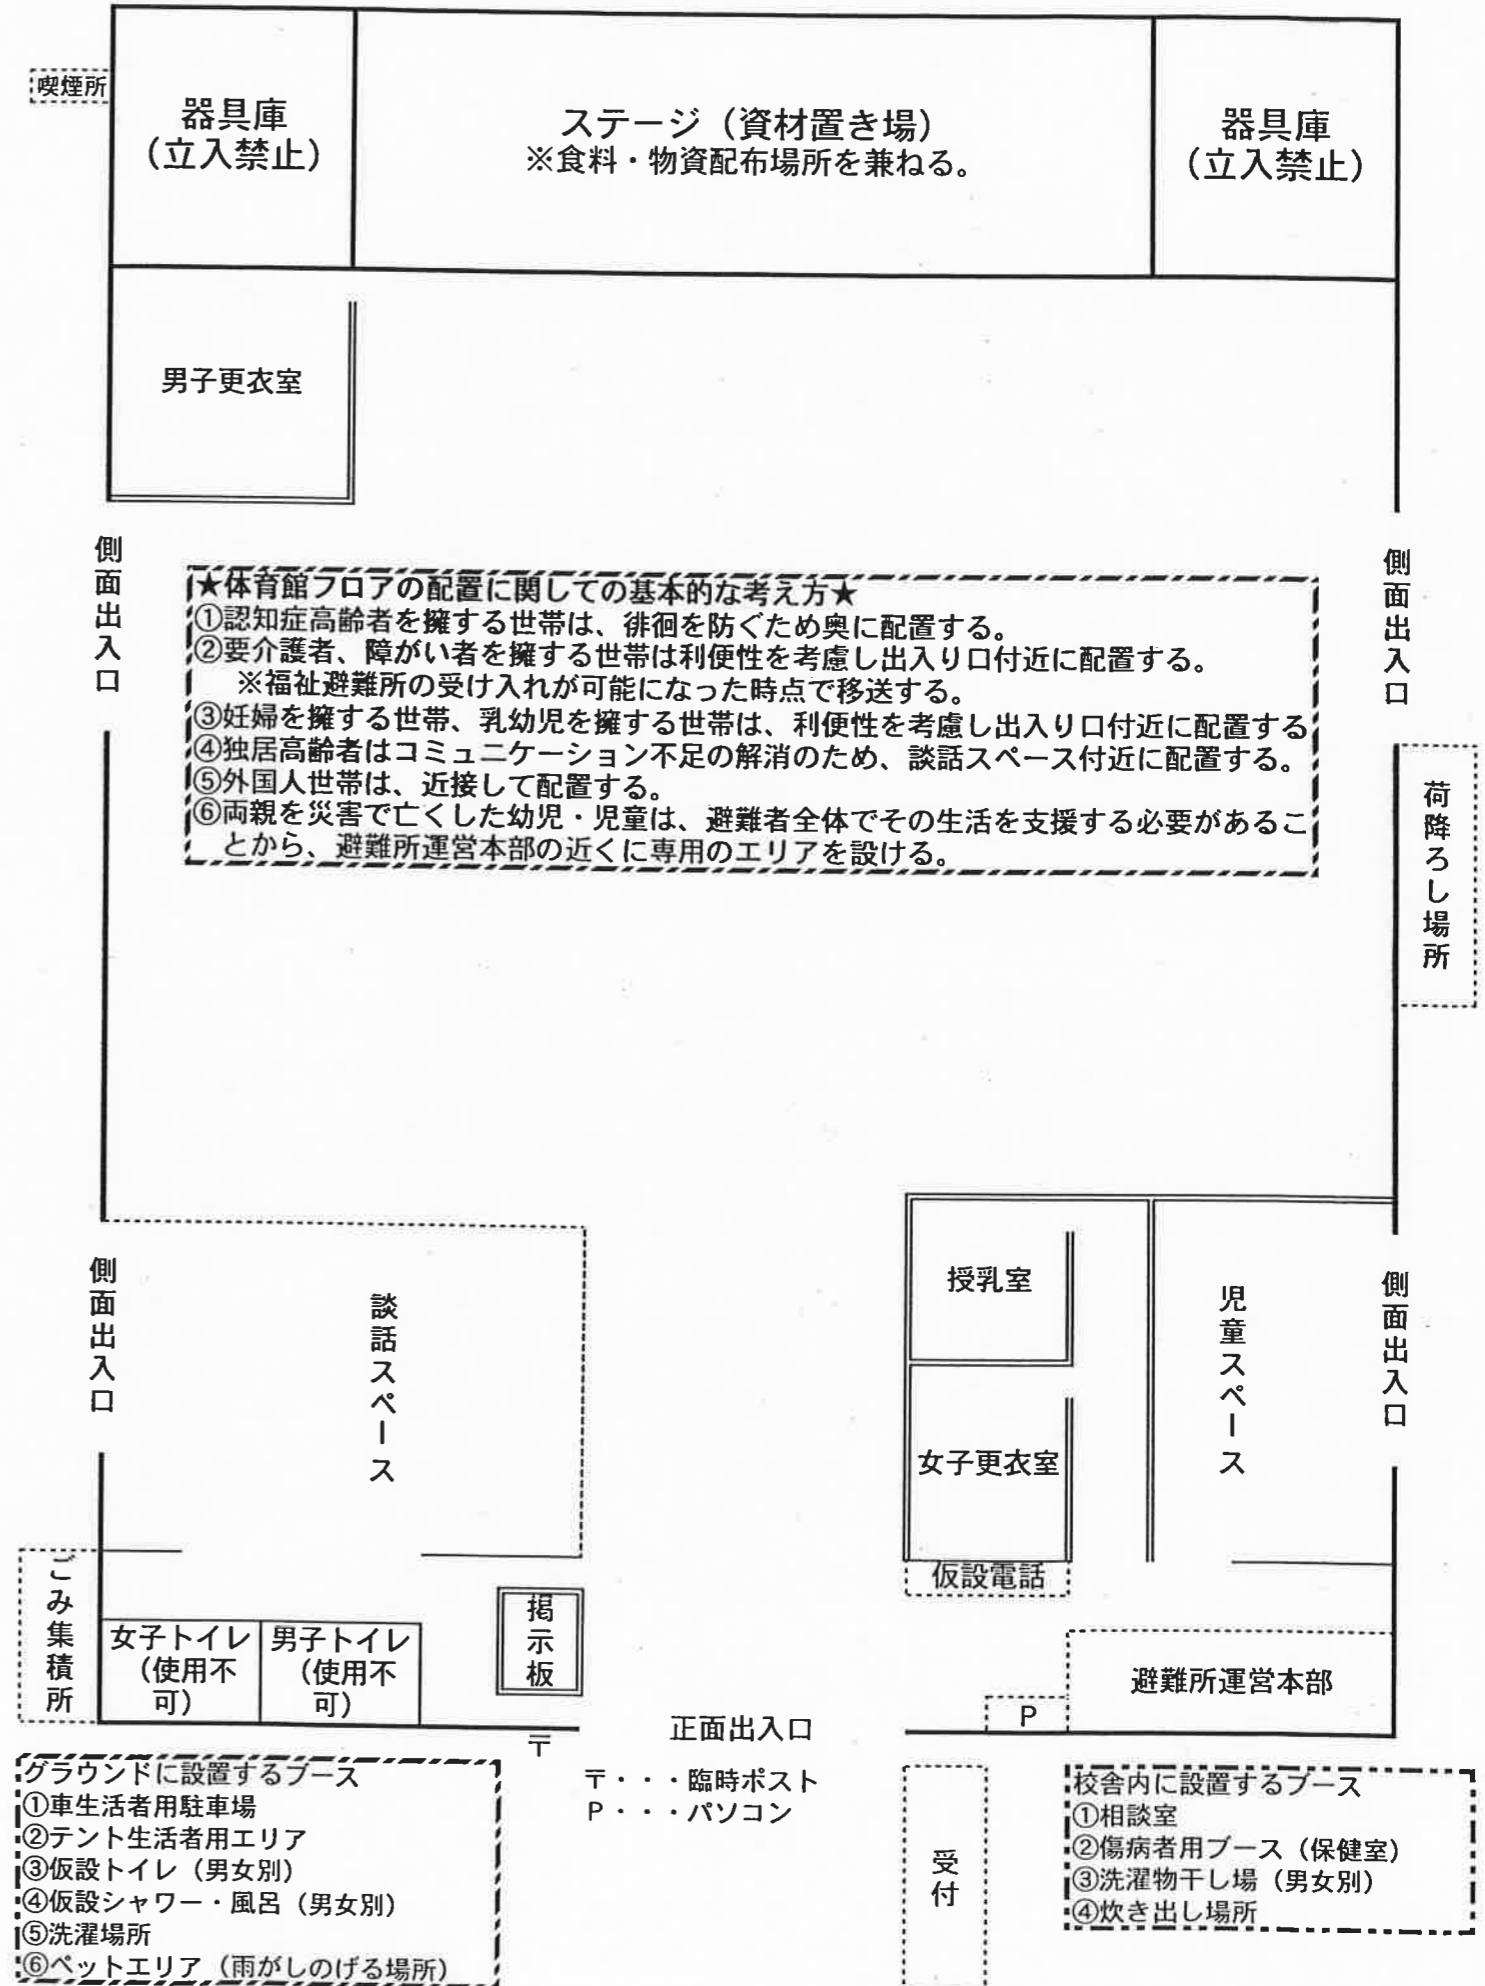 喫煙所
器具庫
（立入禁止）
ステージ（資材置き場）
※食料・物資配布場所を兼ねる。
器具庫
（立入禁止）
男子更衣室
側面出入口
側面出入口
★体育館フロアの配置に関しての基本的な考え方★
①認知症高齢者を擁する世帯は、徘徊を防ぐため奥に配置する。
②要介護者、障がい者を擁する世帯は利便性を考慮し出入り口付近に配置する。
※福祉避難所の受け入れが可能になった時点で移送する。
③妊婦を擁する世帯、乳幼児を擁する世帯は、利便性を考慮し出入り口付近に配置する
④独居高齢者はコミュニケーション不足の解消のため、談話スペース付近に配置する。
⑤外国人世帯は、近接して配置する。
⑥両親を災害で亡くした幼児・児童は、避難者全体でその生活を支援する必要があるこ
とから、避難所運営本部の近くに専用のエリアを設ける。
荷降ろし場所
側面出入口
談話スペース
授乳室
児童スペース
側面出入口
女子更衣室
仮設電話
ごみ集積所
女子トイレ
（使用不
可）
男子トイレ
（使用不
可）
掲示板
避難所運営本部
P
〒
正面出入口
〒・・・臨時ポスト
P・・・パソコン
受付
グラウンドに設置するブース
①車生活者用駐車場
②テント生活者用エリア
③仮設トイレ（男女別）
④仮設シャワー・風呂（男女別）
⑤洗濯場所
⑥ペットエリア（雨がしのげる場所）
校舎内に設置するブース
①相談室
②傷病者用ブース（保健室）
③洗濯物干し場（男女別）
④炊き出し場所